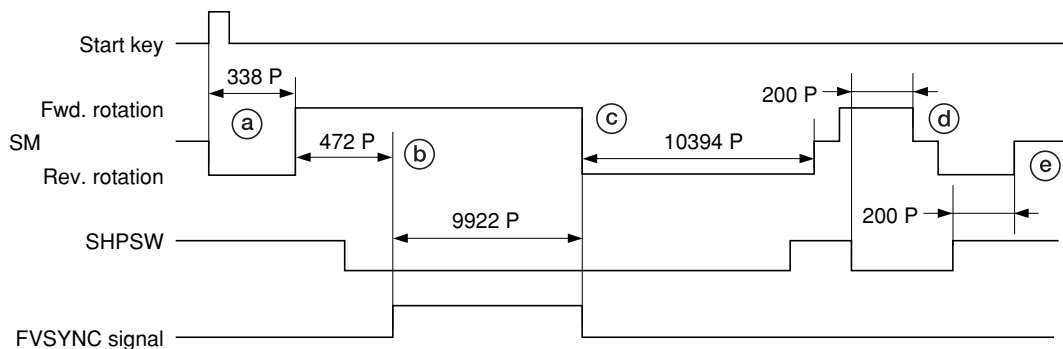 Start key
338 P
Fwd. rotation
200 P
a
c
d
SM
472 P
b
10394 P
e
Rev. rotation
200 P
9922 P
SHPSW
FVSYNC signal